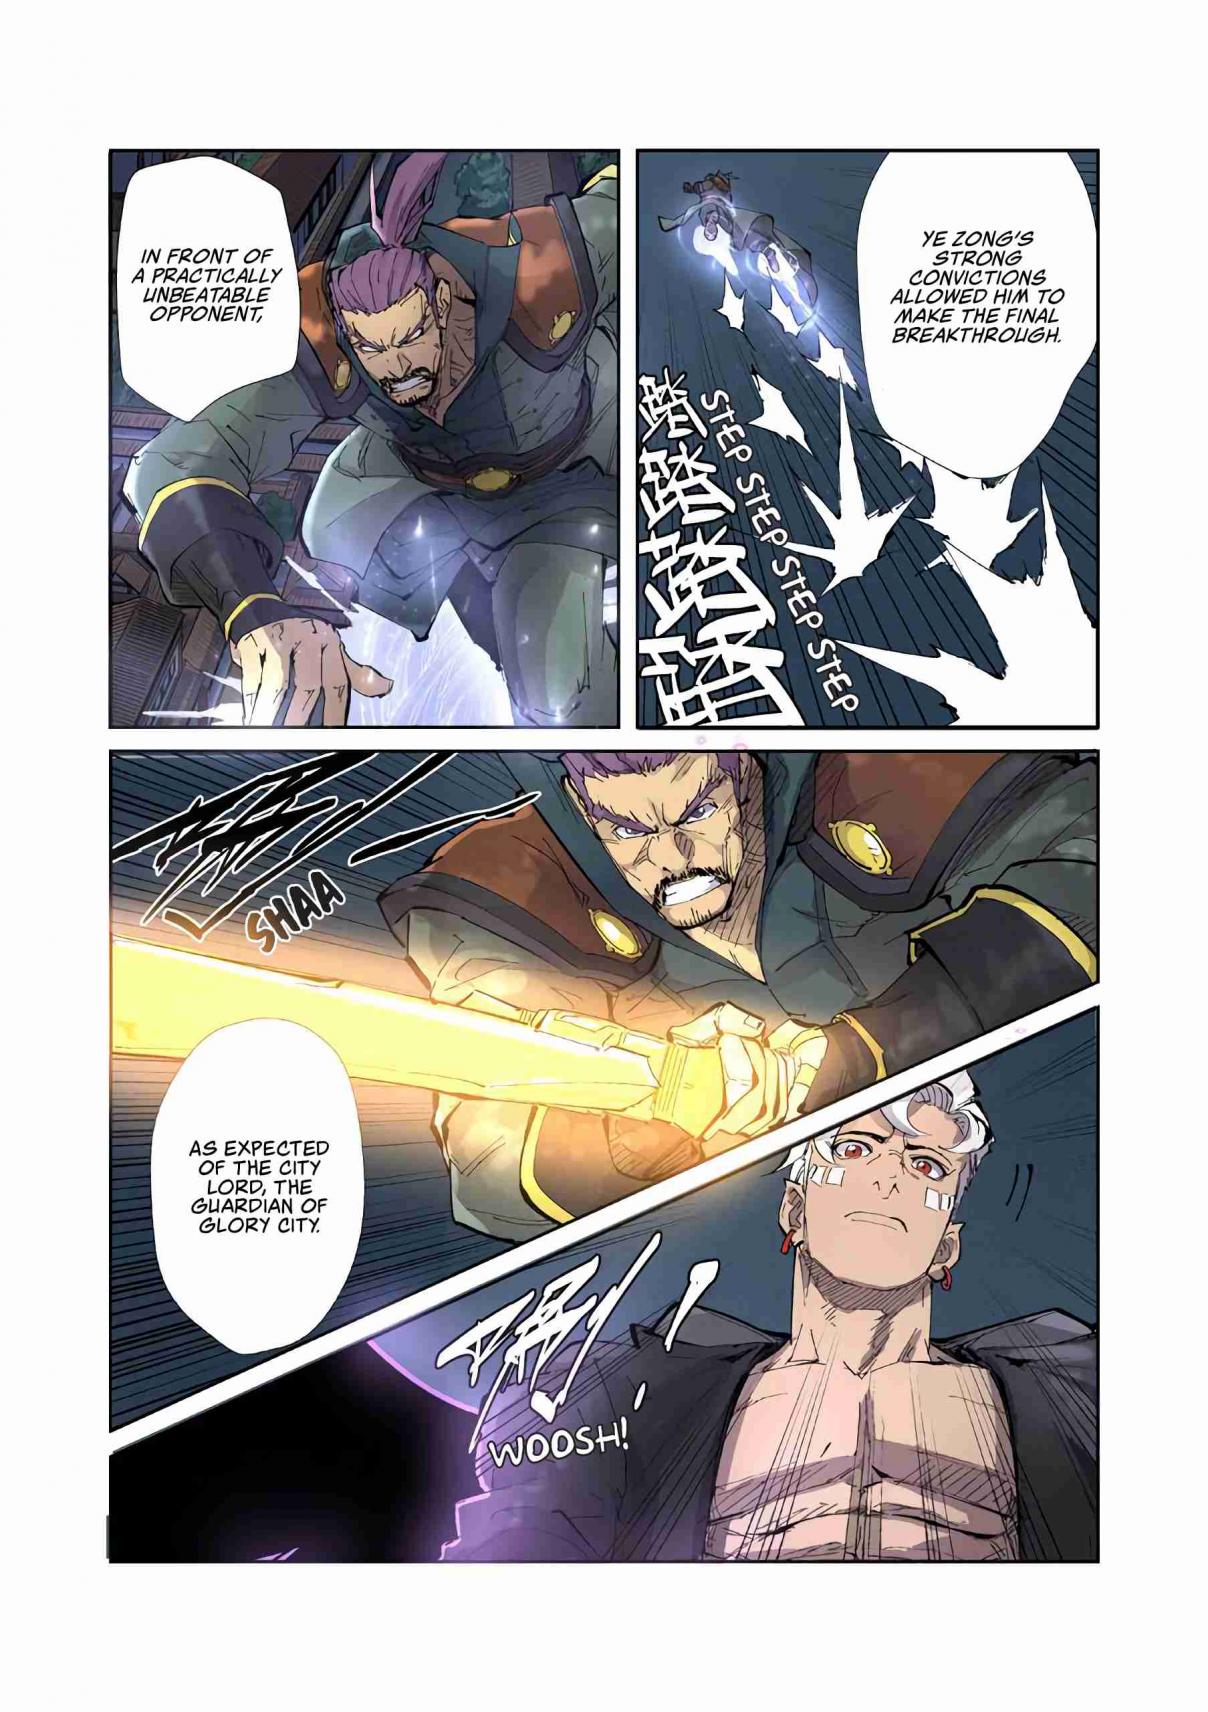 IN FRONT OF
A PRACTICALLY
UNBEATABLE
OPPONENT,
YE ZONG'S
STRONG
CONVICTIONS
ALLOWED HIM TO
MAKE THE FINAL
BREAKTHROUGH.
STEP STEP STEP STEP STEP
SHAA
AS EXPECTED
OF THE CITY
LORD, THE
GUARDIAN OF
GLORY CITY.
WOOSH!